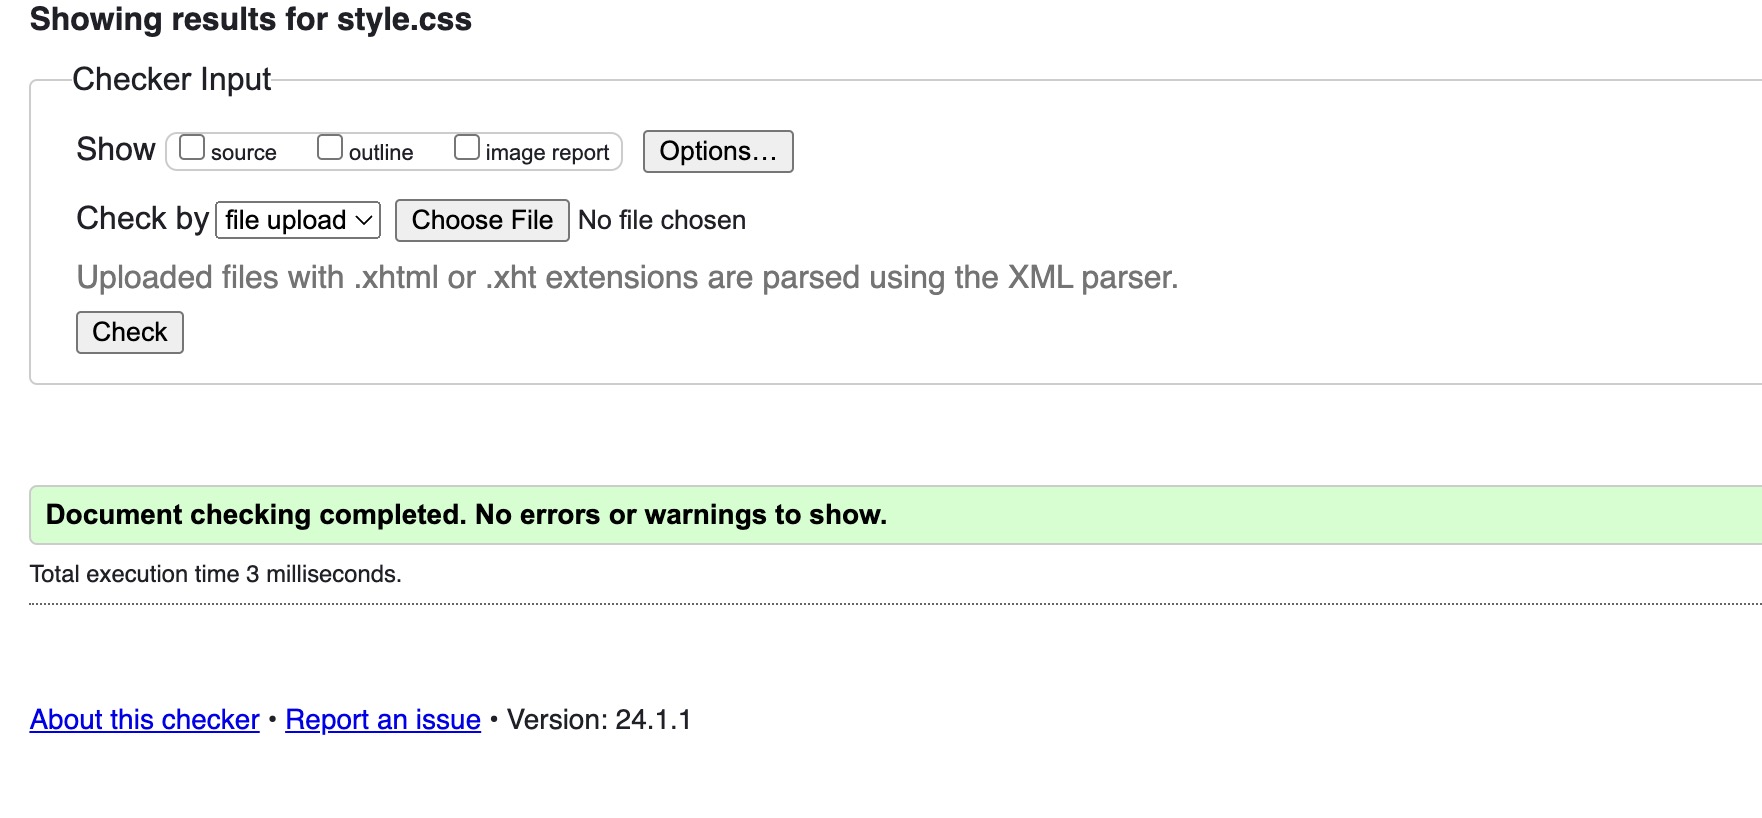 Showing results for style.css
Checker Input
Show source outline image report Options...
Check by file upload Choose File No file chosen
Uploaded files with .xhtml or .xht extensions are parsed using the XML parser.
Check
Document checking completed. No errors or warnings to show.
Total execution time 3 milliseconds.
About this checker • Report an issue • Version: 24.1.1